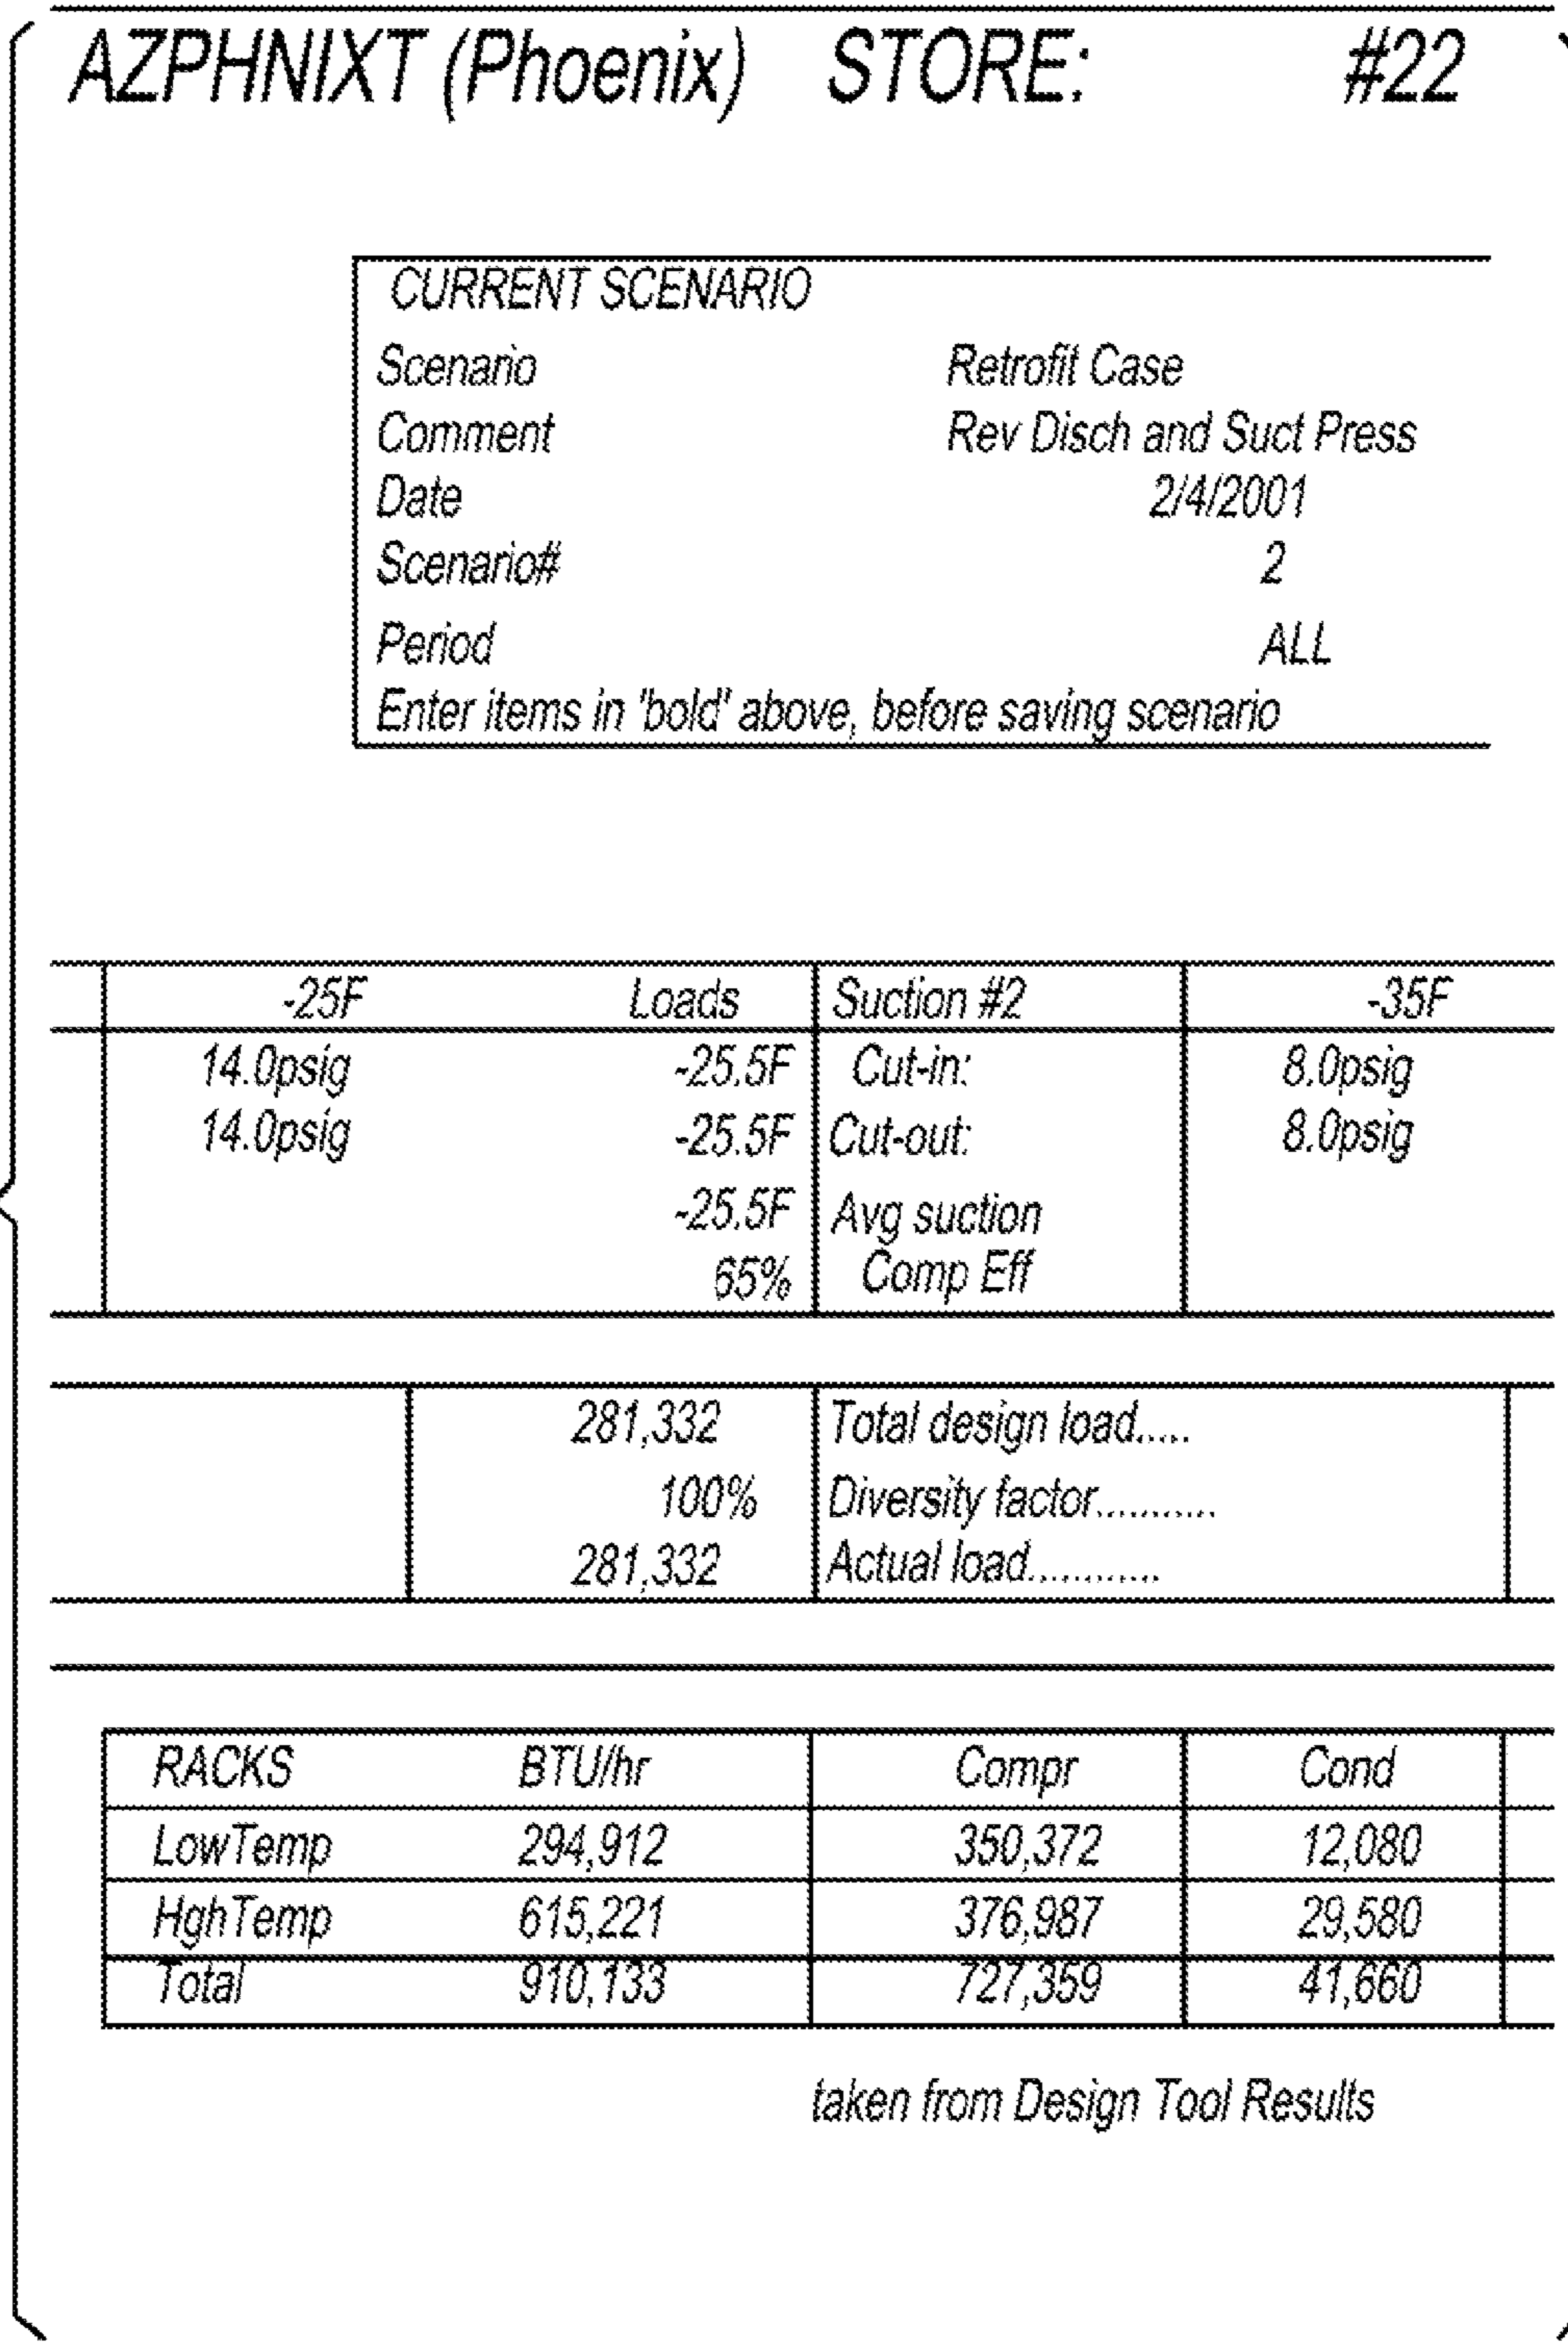 AZPHNIXT (Phoenix) STORE: #22
CURRENT SCENARIO
Scenario Retrofit Case
Comment Rev Disch and Suct Press
Date 2/4/2001
Scenario# 2
Period ALL
Enter items in 'bold' above, before saving scenario
-25F Loads Suction #2 -35F
14.0psig -25.5F Cut-in: 8.0psig
14.0psig -25.5F Cut-out: 8.0psig
-25.5F Avg suction
65% Comp Eff
281,332 Total design load.....
100% Diversity factor...........
281,332 Actual load............
RACKS BTU/hr Compr Cond
LowTemp 294,912 350,372 12,080
HghTemp 615,221 376,987 29,580
Total 910,133 727,359 41,660
taken from Design Tool Results